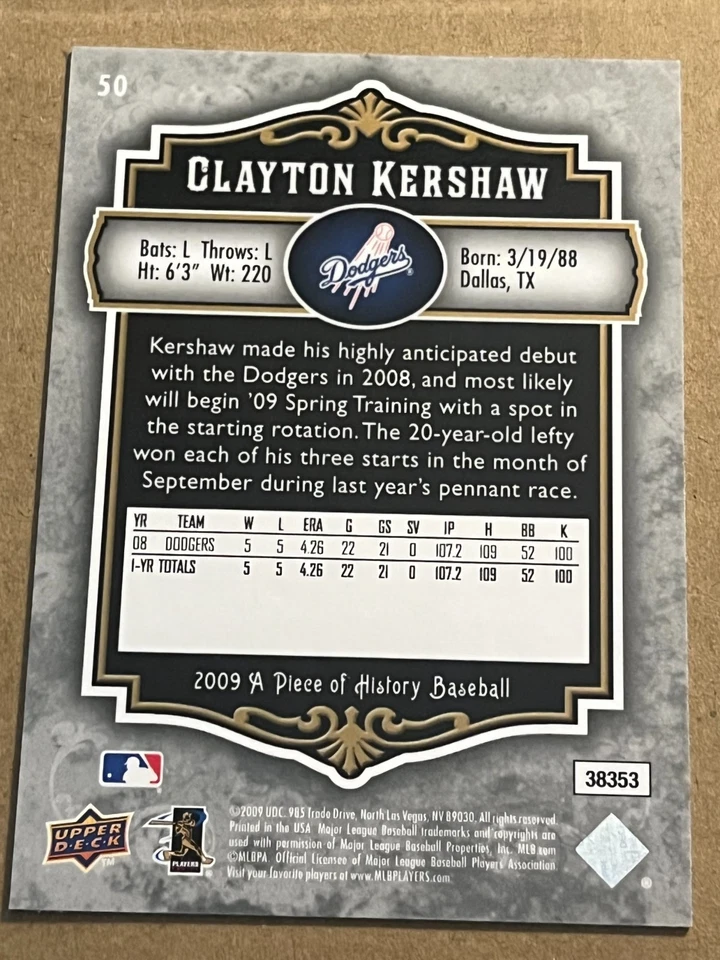 50
CLAYTON KERSHAW
Bats: L Throws: L
Ht: 6'3" Wt: 220
Dodgers®
Born: 3/19/88
Dallas, TX
Kershaw made his highly anticipated debut
with the Dodgers in 2008, and most likely
will begin '09 Spring Training with a spot in
the starting rotation. The 20-year-old lefty
won each of his three starts in the month of
September during last year's pennant race.
YR TEAM W L ERA G GS SV IP H BB K
08 DODGERS 5 5 4.26 22 21 0 107.2 109 52 100
1-YR TOTALS 5 5 4.26 22 21 0 107.2 109 52 100
2009 A Piece of History Baseball
38353
UPPER
D·E·C·K
™
PLAYERS
®
©2009 UDC. 985 Trade Drive, North Las Vegas, NV 89030. All rights reserved.
Printed in the USA Major League Baseball trademarks and copyrights are
used with permission of Major League Baseball Properties, Inc. MLB.com
©MLBPA. Official Licensee of Major League Baseball Players Association.
Visit your favorite players at www.MLBPLAYERS.com.
®